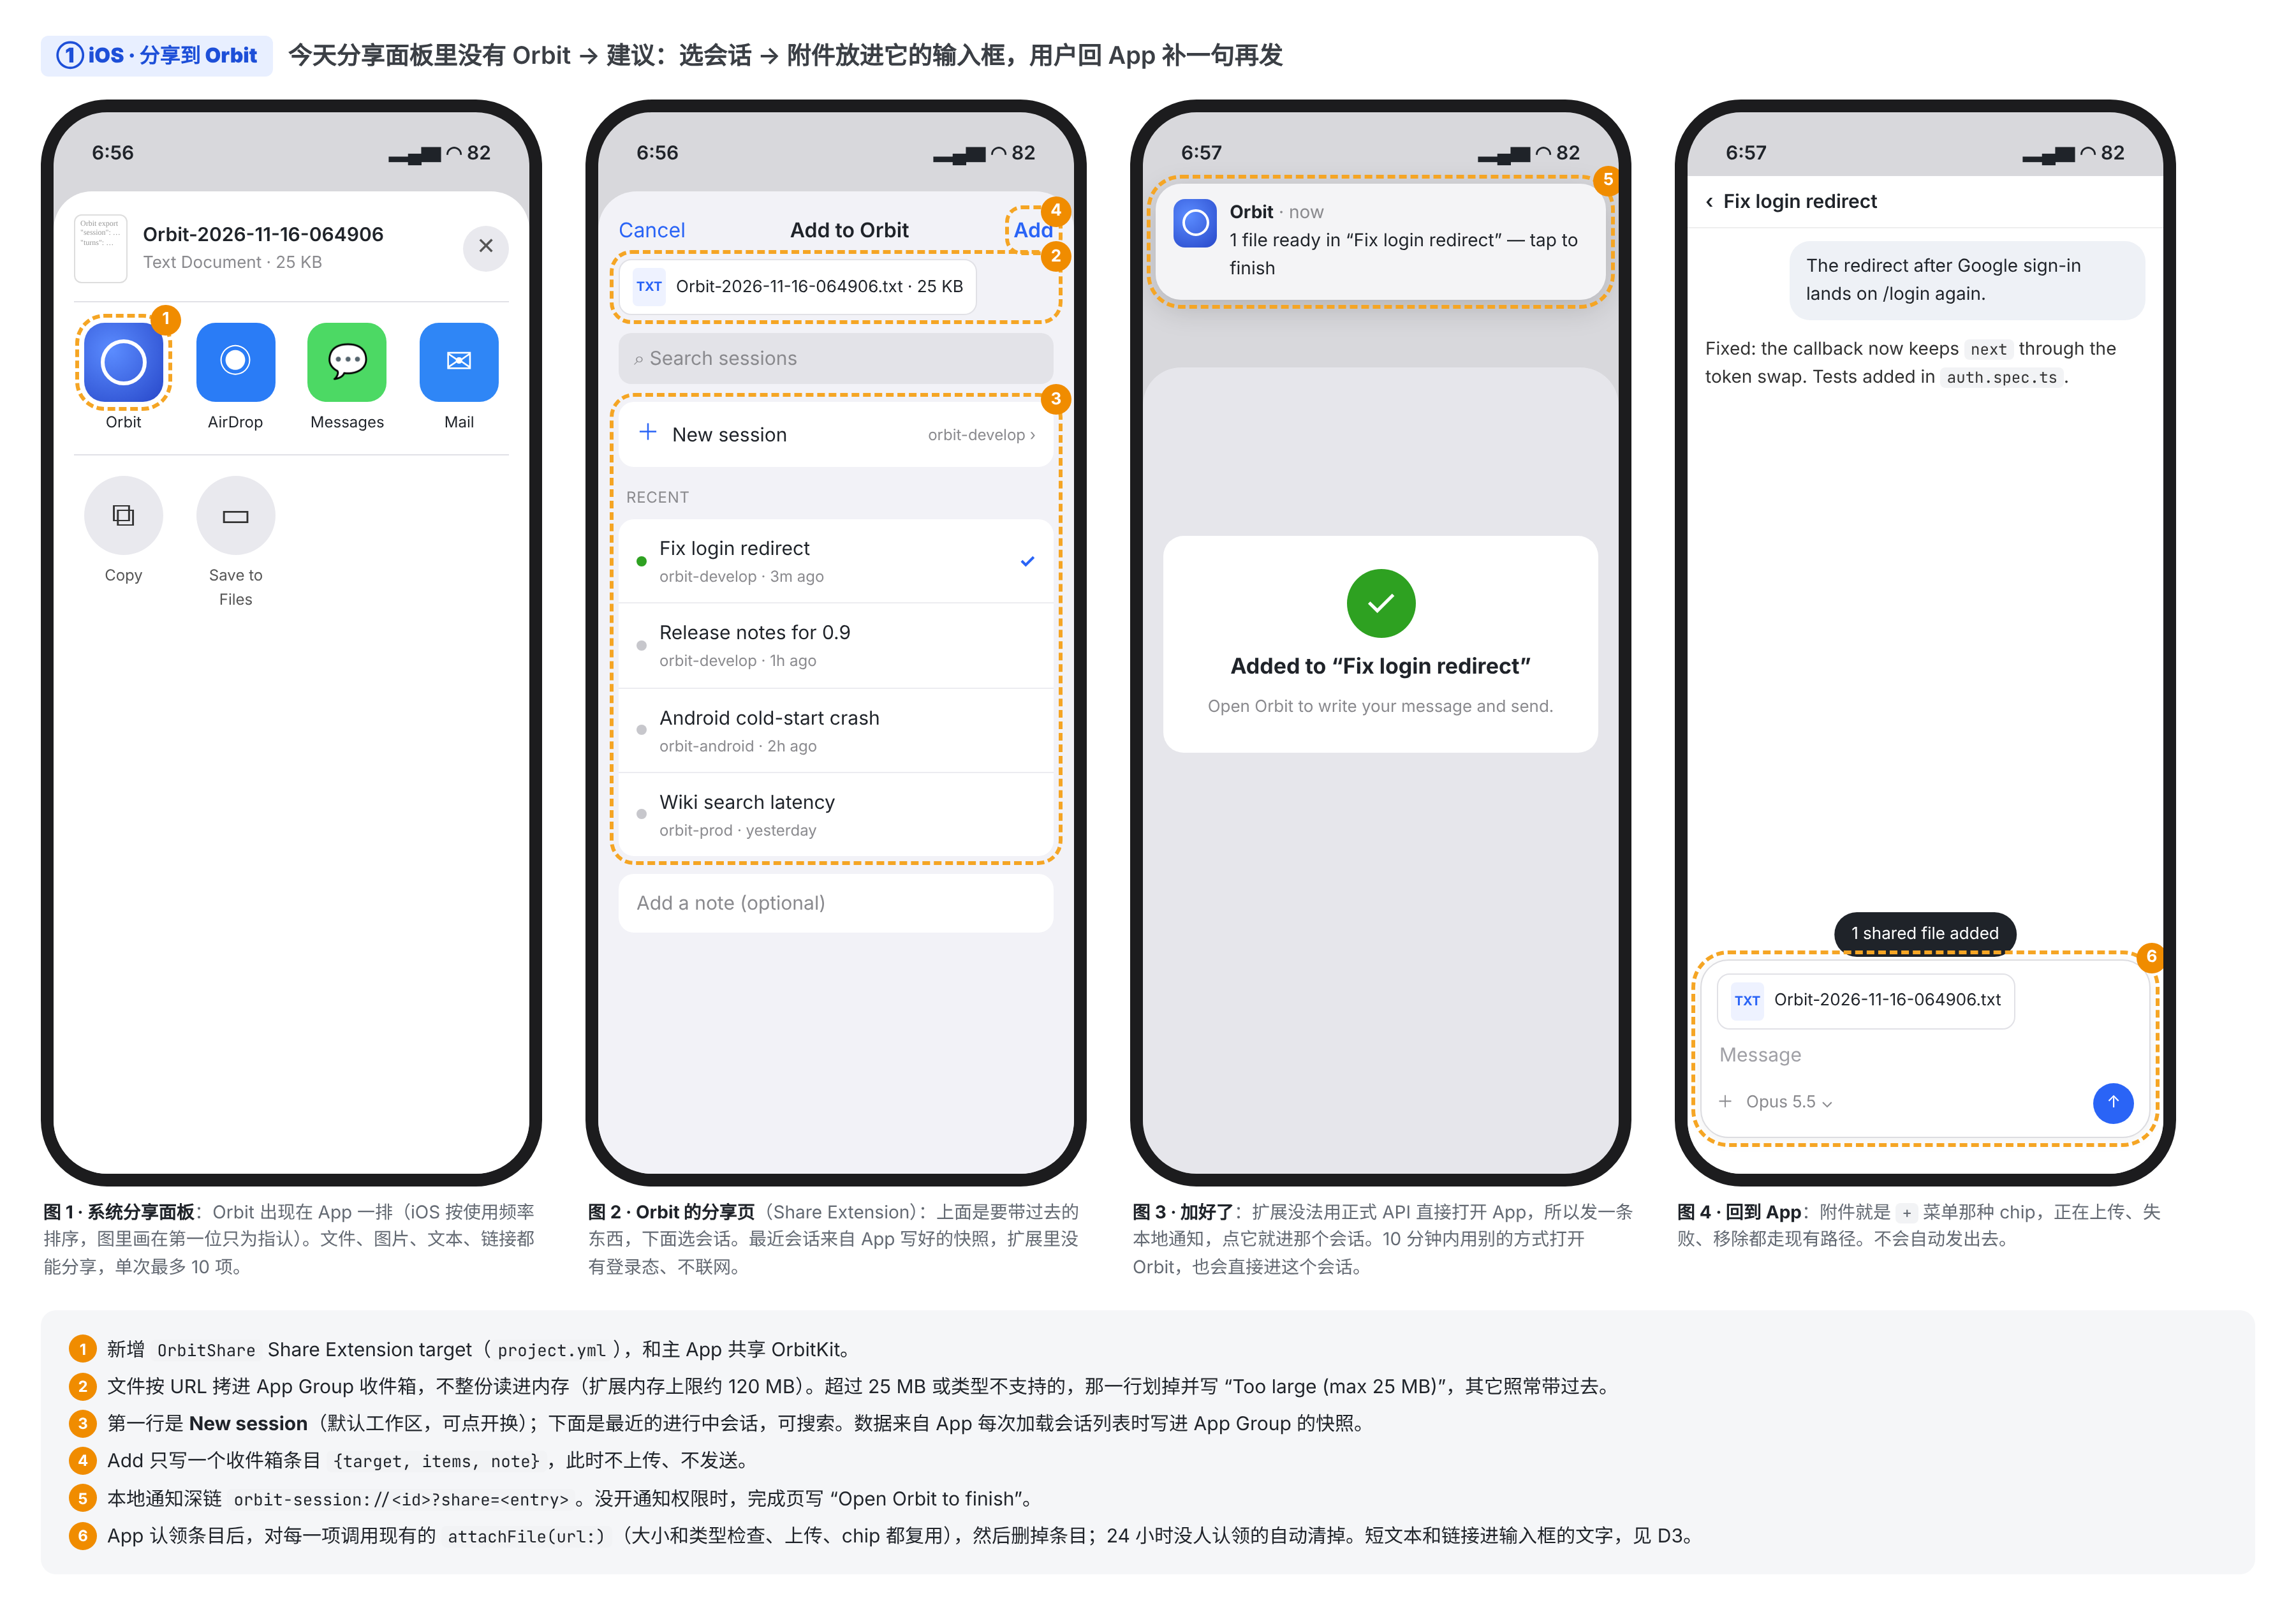 ① iOS · 分享到 Orbit 今天分享面板里没有 Orbit → 建议：选会话 → 附件放进它的输入框，用户回 App 补一句再发
6:56 82
Orbit export
"session": ...
"turns": ...
Orbit-2026-11-16-064906
Text Document · 25 KB
1
Orbit AirDrop Messages Mail
Copy Save to
Files
6:56 82
Cancel Add to Orbit Add
4
2
TXT Orbit-2026-11-16-064906.txt · 25 KB
Search sessions
3
+ New session orbit-develop ›
RECENT
Fix login redirect
orbit-develop · 3m ago
Release notes for 0.9
orbit-develop · 1h ago
Android cold-start crash
orbit-android · 2h ago
Wiki search latency
orbit-prod · yesterday
Add a note (optional)
6:57 82
5
Orbit · now
1 file ready in “Fix login redirect” — tap to
finish
Added to “Fix login redirect”
Open Orbit to write your message and send.
6:57 82
‹ Fix login redirect
The redirect after Google sign-in
lands on /login again.
Fixed: the callback now keeps next through the
token swap. Tests added in auth.spec.ts.
1 shared file added
6
TXT Orbit-2026-11-16-064906.txt
Message
+ Opus 5.5
图 1 · 系统分享面板：Orbit 出现在 App 一排（iOS 按使用频率
排序，图里画在第一位只为指认）。文件、图片、文本、链接都
能分享，单次最多 10 项。
图 2 · Orbit 的分享页（Share Extension）：上面是要带过去的
东西，下面选会话。最近会话来自 App 写好的快照，扩展里没
有登录态、不联网。
图 3 · 加好了：扩展没法用正式 API 直接打开 App，所以发一条
本地通知，点它就进那个会话。10 分钟内用别的方式打开
Orbit，也会直接进这个会话。
图 4 · 回到 App：附件就是 + 菜单那种 chip，正在上传、失
败、移除都走现有路径。不会自动发出去。
1 新增 OrbitShare Share Extension target（project.yml），和主 App 共享 OrbitKit。
2 文件按 URL 拷进 App Group 收件箱，不整份读进内存（扩展内存上限约 120 MB）。超过 25 MB 或类型不支持的，那一行划掉并写 “Too large (max 25 MB)”，其它照常带过去。
3 第一行是 New session（默认工作区，可点开换）；下面是最近的进行中会话，可搜索。数据来自 App 每次加载会话列表时写进 App Group 的快照。
4 Add 只写一个收件箱条目 {target, items, note}，此时不上传、不发送。
5 本地通知深链 orbit-session://<id>?share=<entry>。没开通知权限时，完成页写 “Open Orbit to finish”。
6 App 认领条目后，对每一项调用现有的 attachFile(url:)（大小和类型检查、上传、chip 都复用），然后删掉条目；24 小时没人认领的自动清掉。短文本和链接进输入框的文字，见 D3。